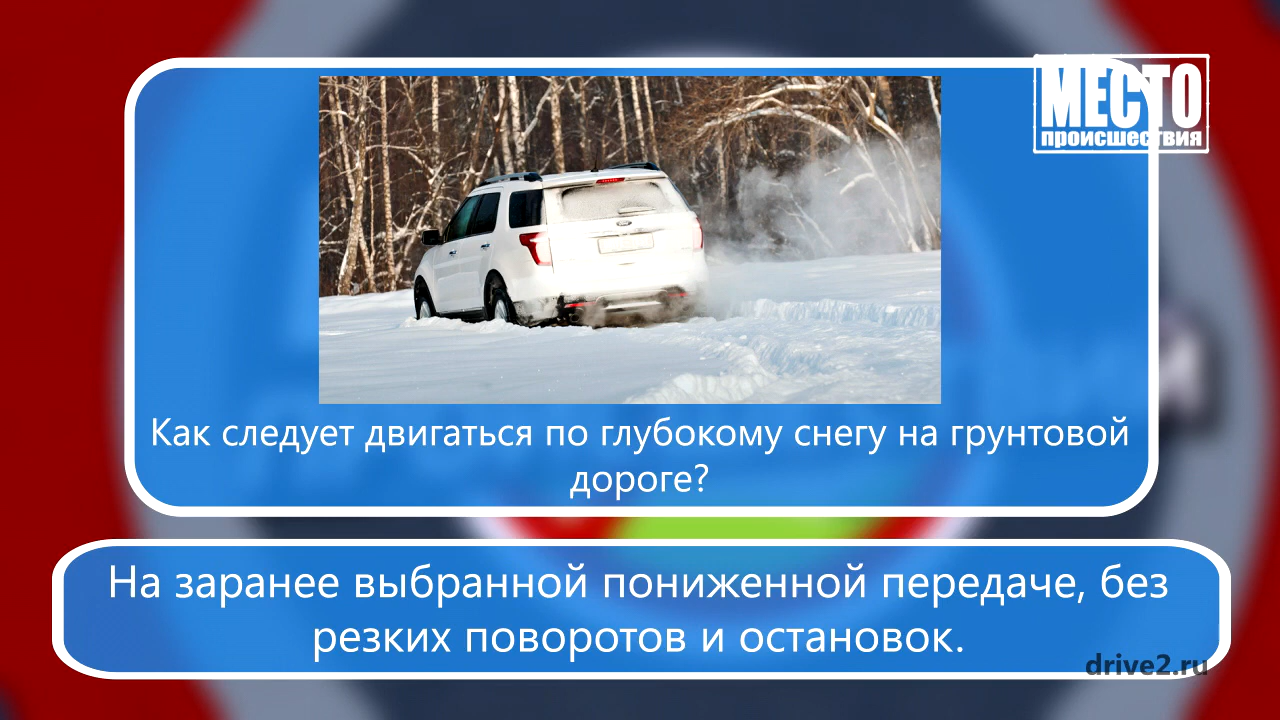 МЕСТО
происшествия
Как следует двигаться по глубокому снегу на грунтовой
дороге?
На заранее выбранной пониженной передаче, без
резких поворотов и остановок.
drive2.ru